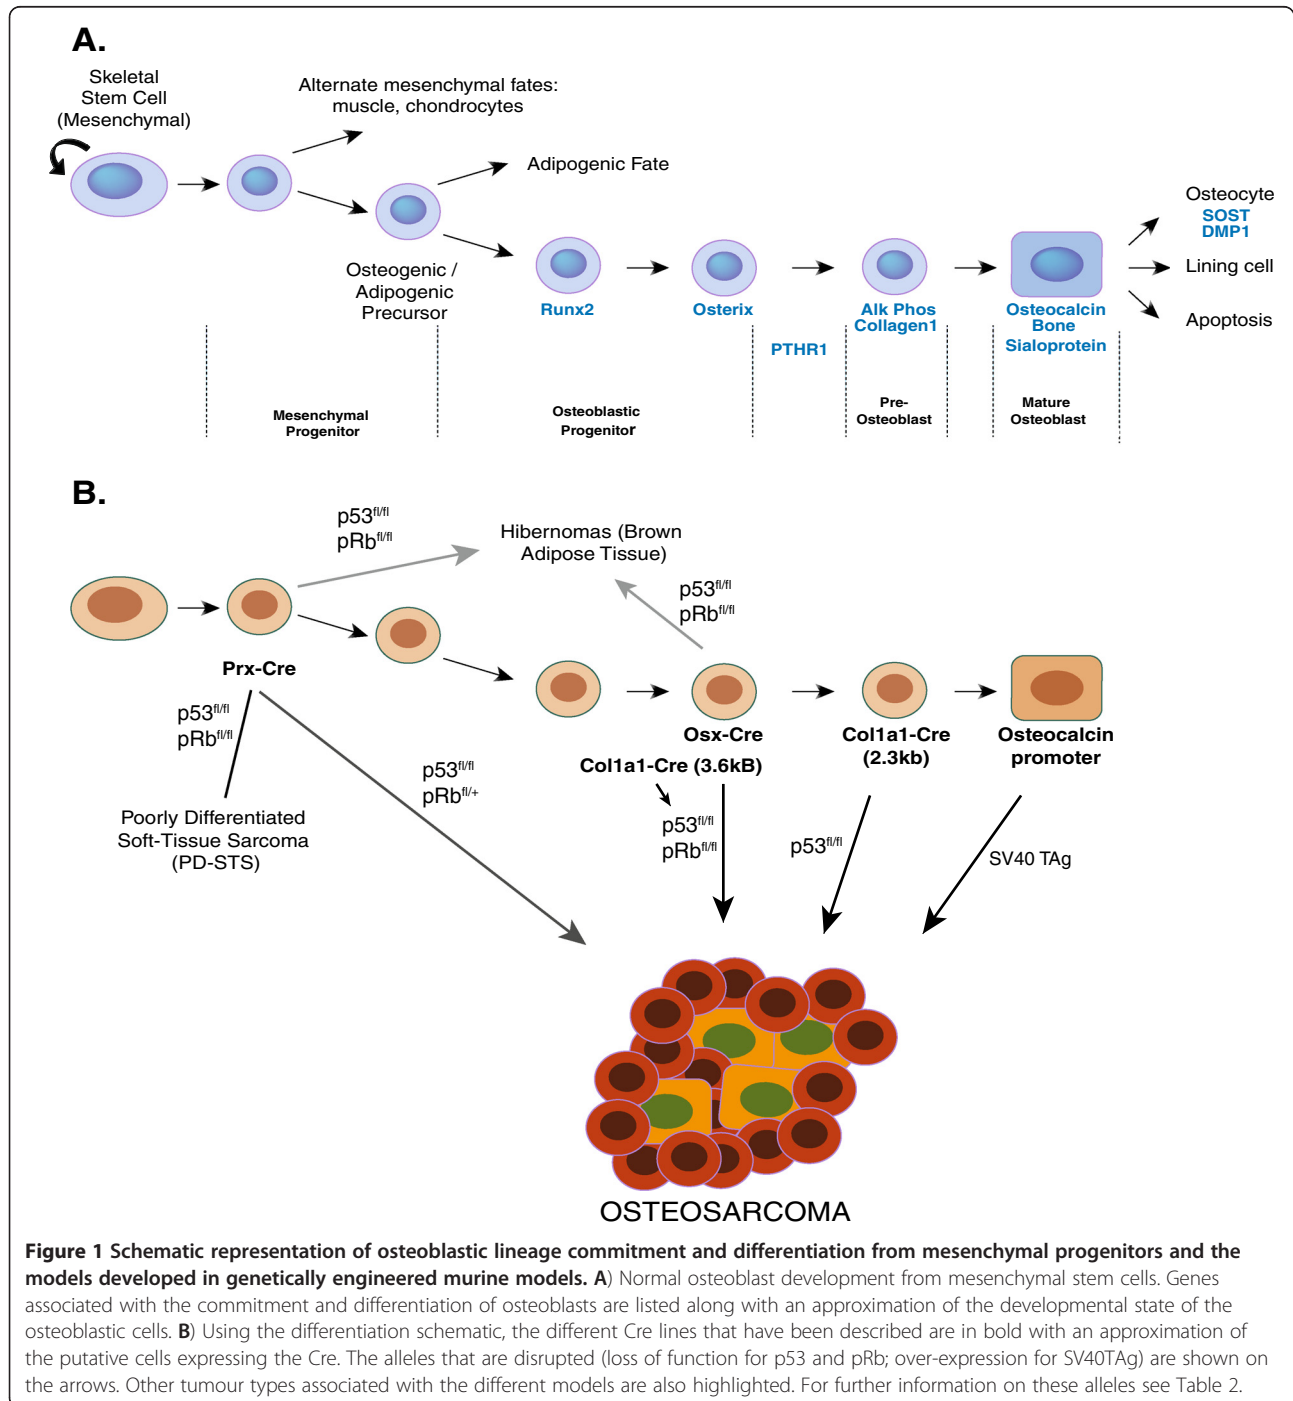 A.
Skeletal
Stem Cell
(Mesenchymal)
Alternate mesenchymal fates:
muscle, chondrocytes
Adipogenic Fate
Osteogenic /
Adipogenic
Precursor
Runx2
Osterix
PTHR1
Alk Phos
Collagen1
Osteocalcin
Bone
Sialoprotein
Osteocyte
SOST
DMP1
Lining cell
Apoptosis
Mesenchymal
Progenitor
Osteoblastic
Progenitor
Pre-
Osteoblast
Mature
Osteoblast
B.
p53fl/fl
pRbfl/fl
Hibernomas (Brown
Adipose Tissue)
p53fl/fl
pRbfl/fl
Prx-Cre
p53fl/fl
pRbfl/fl
Poorly Differentiated
Soft-Tissue Sarcoma
(PD-STS)
p53fl/fl
pRbfl/+
Osx-Cre
Col1a1-Cre (3.6kB)
p53fl/fl
pRbfl/fl
Col1a1-Cre
(2.3kb)
p53fl/fl
Osteocalcin
promoter
SV40 TAg
OSTEOSARCOMA
Figure 1 Schematic representation of osteoblastic lineage commitment and differentiation from mesenchymal progenitors and the
models developed in genetically engineered murine models. A) Normal osteoblast development from mesenchymal stem cells. Genes
associated with the commitment and differentiation of osteoblasts are listed along with an approximation of the developmental state of the
osteoblastic cells. B) Using the differentiation schematic, the different Cre lines that have been described are in bold with an approximation of
the putative cells expressing the Cre. The alleles that are disrupted (loss of function for p53 and pRb; over-expression for SV40TAg) are shown on
the arrows. Other tumour types associated with the different models are also highlighted. For further information on these alleles see Table 2.